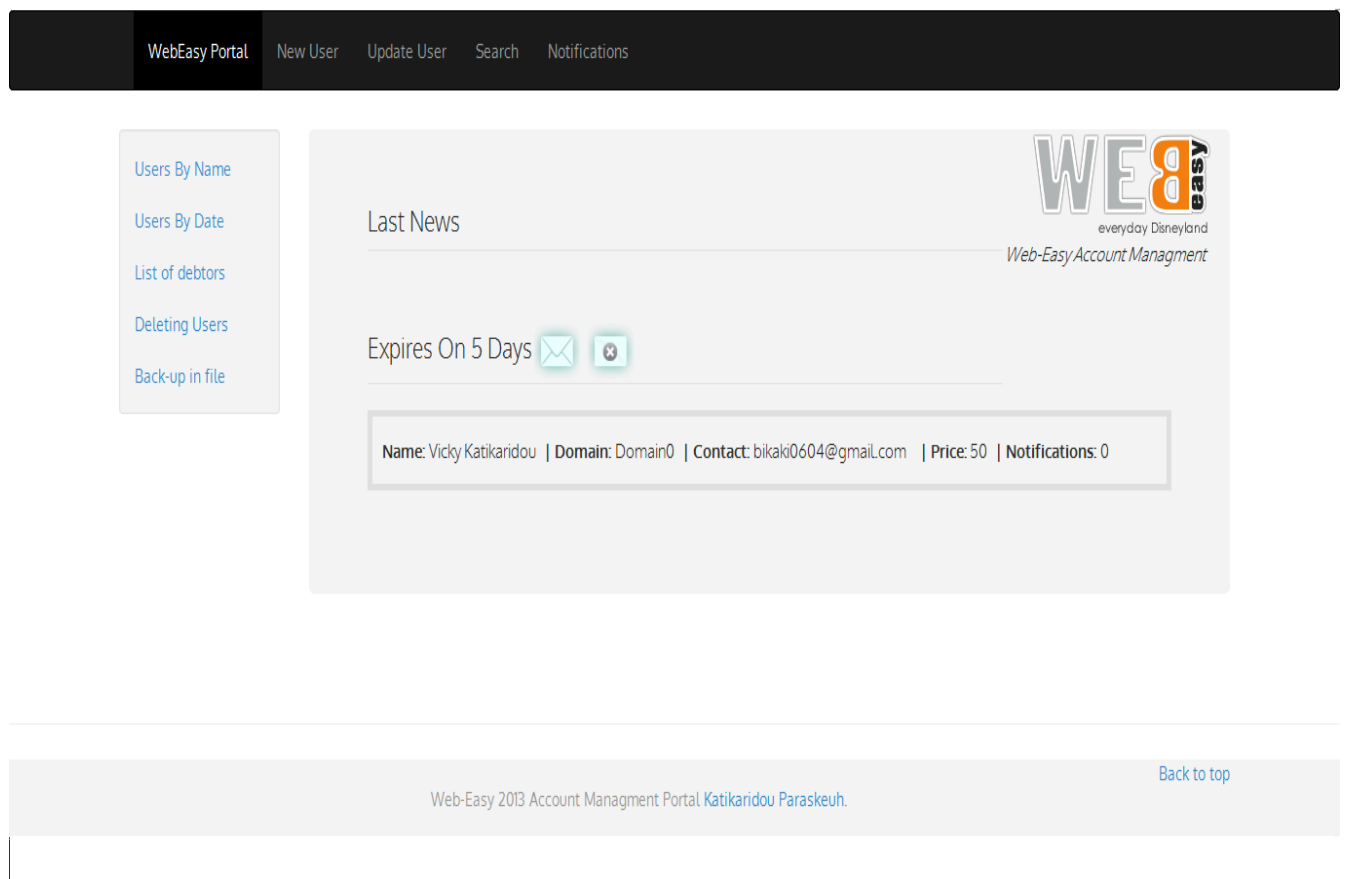 WebEasy Portal New User Update User Search Notifications
Users By Name
Users By Date
List of debtors
Deleting Users
Back-up in file
WEB easy
everyday Disneyland
Web-Easy Account Managment
Last News
Expires On 5 Days
Name: Vicky Katikaridou | Domain: Domain0 | Contact: bikaki0604@gmail.com | Price: 50 | Notifications: 0
Back to top
Web-Easy 2013 Account Managment Portal Katikaridou Paraskeuh.